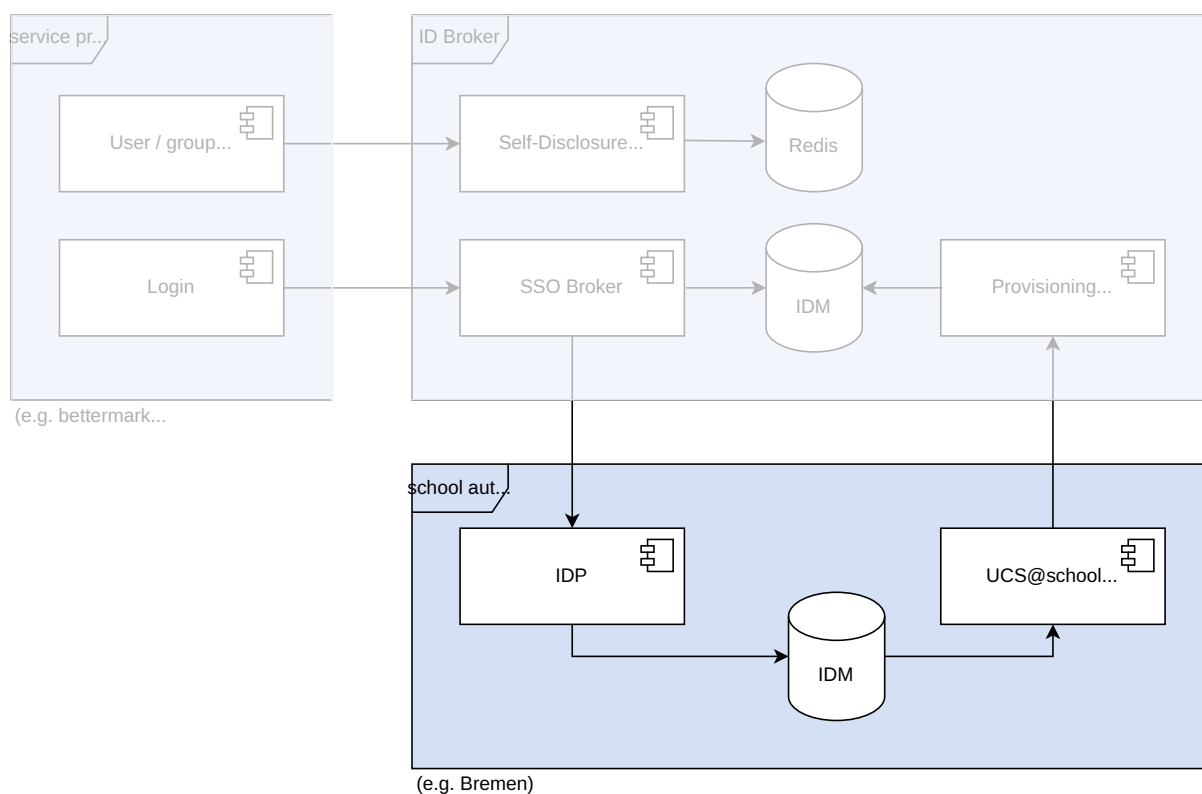 service pr...
ID Broker
User / group...
Self-Disclosure...
Redis
Login
SSO Broker
IDM
Provisioning...
(e.g. bettermark...
school aut...
IDP
UCS@school...
IDM
(e.g. Bremen)